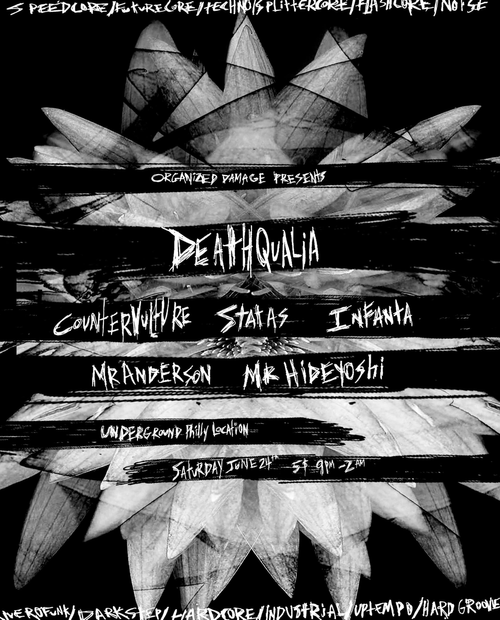 SPEEDCORE/FUTURECORE/TECHNO/SPLITTERCORE/FLASHCORE/NOISE
ORGANIZED DAMAGE PRESENTS
DEATHQUALIA
COUNTERVULTURE STATAS INFANTA
MR ANDERSON MR HIDEYOSHI
UNDERGROUND Philly LOCATION
SATURDAY JUNE 24TH 5$ 9PM -2AM
NEROFUNK/DARKSTEP/HARDCORE/INDUSTRIAL/UPTEMPO/HARD GROOVE